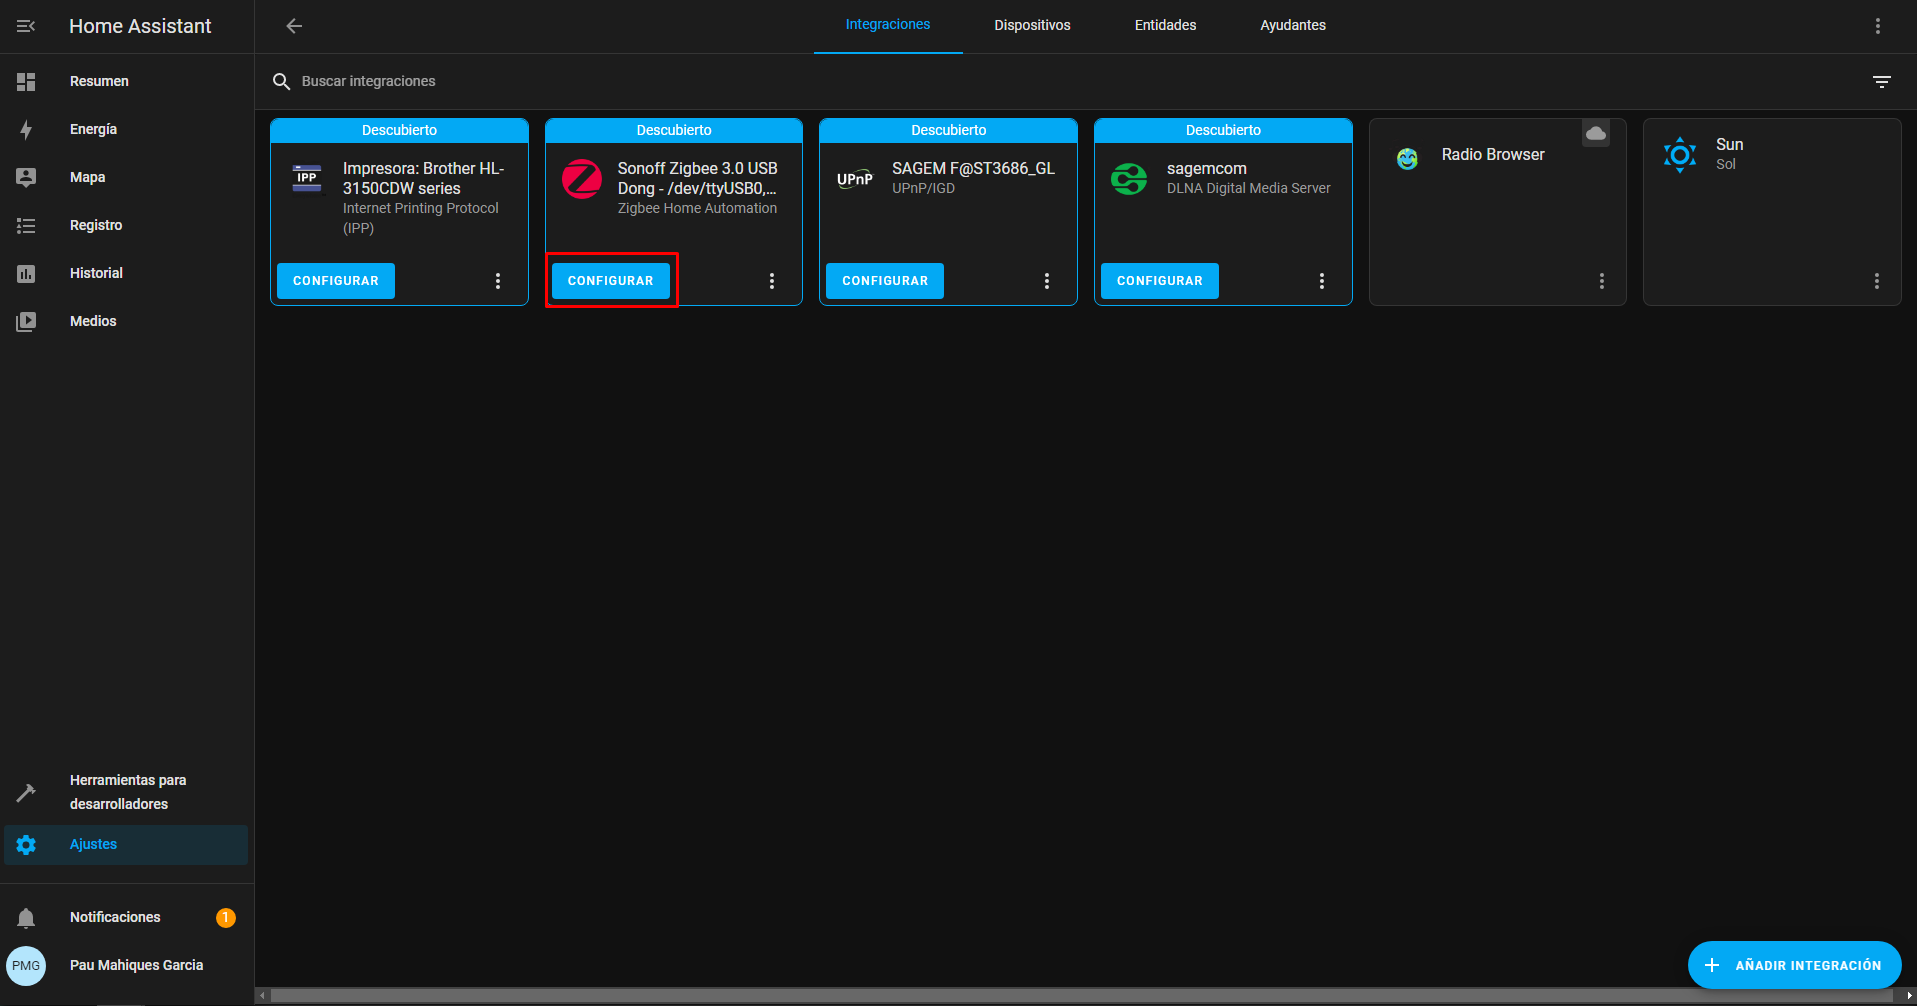 Home Assistant
Integraciones
Dispositivos
Entidades
Ayudantes
Resumen
Energía
Mapa
Registro
Historial
Medios
Herramientas para
desarrolladores
Ajustes
Notificaciones
1
PMG
Pau Mahiques Garcia
Buscar integraciones
Descubierto
IPP
Impresora: Brother HL-
3150CDW series
Internet Printing Protocol
(IPP)
CONFIGURAR
Descubierto
Sonoff Zigbee 3.0 USB
Dong - /dev/ttyUSB0,...
Zigbee Home Automation
CONFIGURAR
Descubierto
UPnP
SAGEM F@ST3686_GL
UPnP/IGD
CONFIGURAR
Descubierto
sagemcom
DLNA Digital Media Server
CONFIGURAR
Radio Browser
Sun
Sol
AÑADIR INTEGRACIÓN